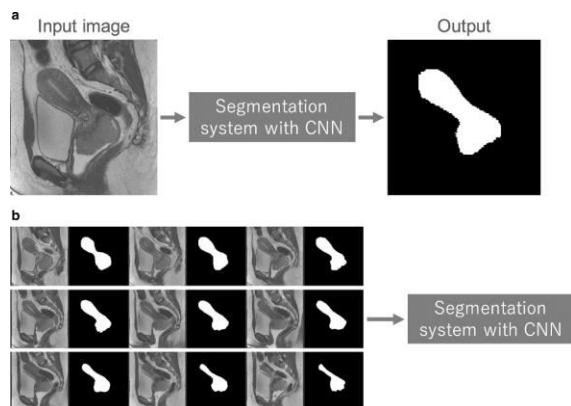 a
Input image
Output
Segmentation
system with CNN
b
Segmentation
system with CNN